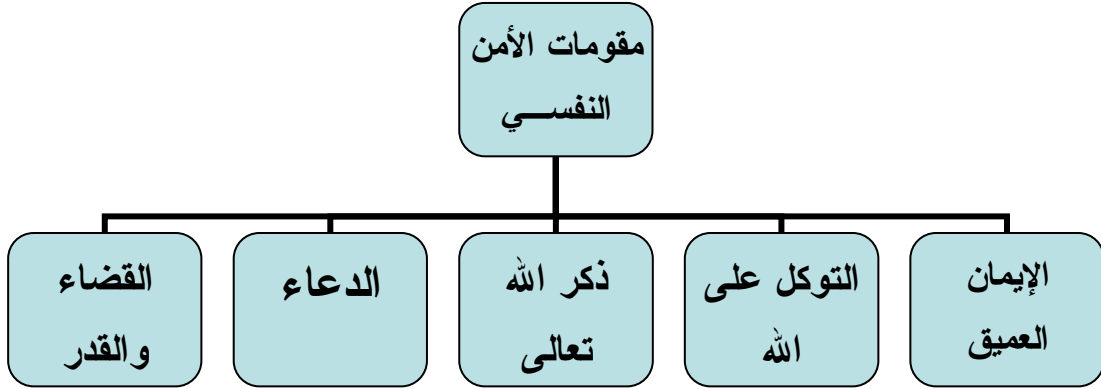 مقومات الأمن
النفســـي
الإيمان
العميق
التوكل على
الله
ذكر الله
تعالى
الدعاء
القضاء
والقدر